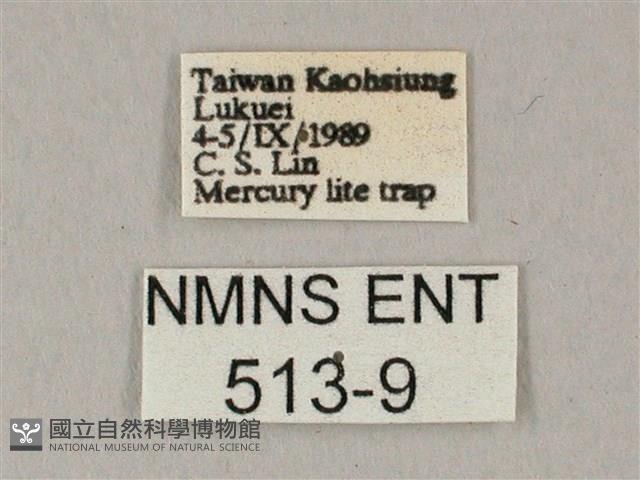 Taiwan Kaohsiung
Lukuei
4-5/IX/1989
C. S. Lin
Mercury lite trap
NMNS ENT
513-9
國立自然科學博物館
NATIONAL MUSEUM OF NATURAL SCIENCE